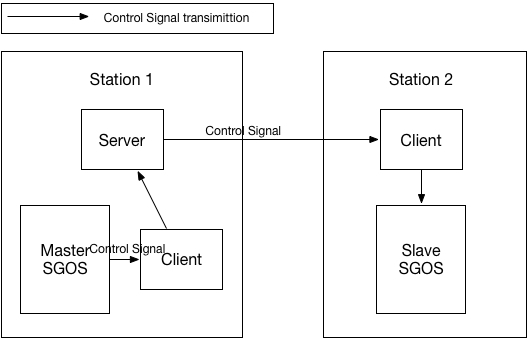 Control Signal transimittion
Station 1
Station 2
Server
Control Signal
Client
Master
SGOS
Control Signal
Client
Slave
SGOS